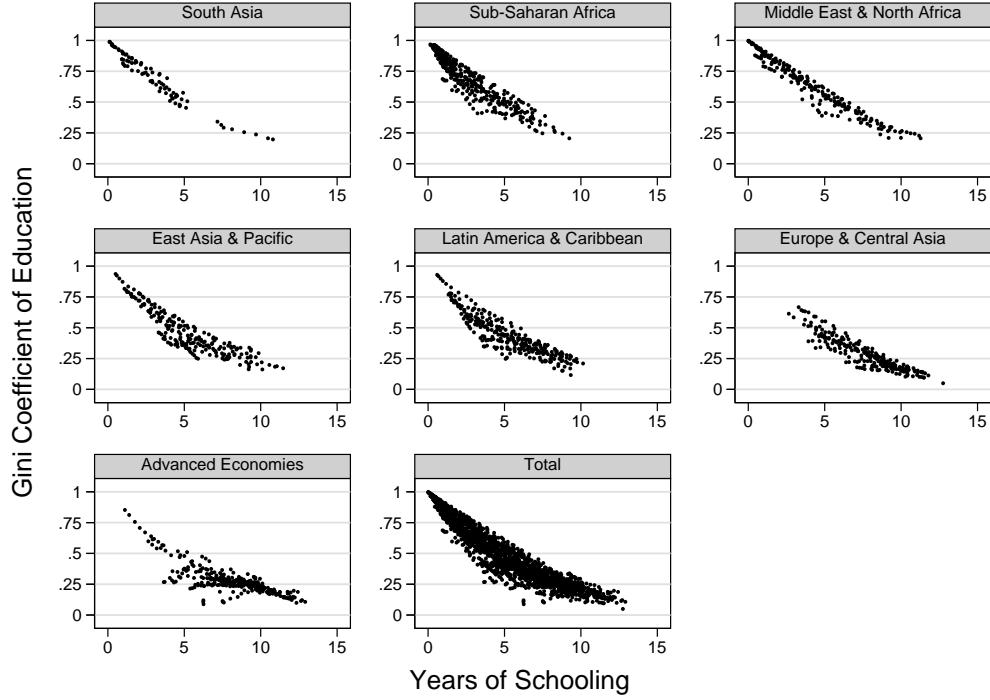 Gini Coefficient of Education
South Asia
1
.75
.5
.25
0
0 5 10 15
Sub-Saharan Africa
1
.75
.5
.25
0
0 5 10 15
Middle East & North Africa
1
.75
.5
.25
0
0 5 10 15
East Asia & Pacific
1
.75
.5
.25
0
0 5 10 15
Latin America & Caribbean
1
.75
.5
.25
0
0 5 10 15
Europe & Central Asia
1
.75
.5
.25
0
0 5 10 15
Advanced Economies
1
.75
.5
.25
0
0 5 10 15
Total
1
.75
.5
.25
0
0 5 10 15
Years of Schooling